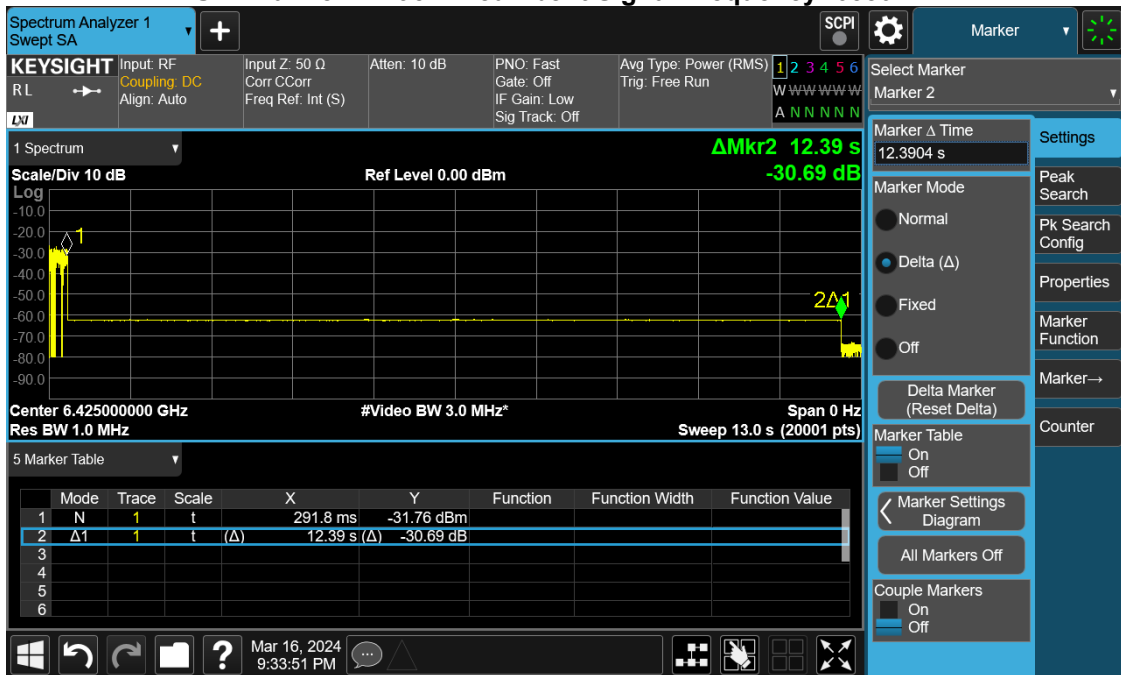 Spectrum Analyzer 1
Swept SA
+
SCPI
Marker
KEYSIGHT
RL
LXI
Input: RF
Coupling: DC
Align: Auto
Input Z: 50 Ω
Corr CCorr
Freq Ref: Int (S)
Atten: 10 dB
PNO: Fast
Gate: Off
IF Gain: Low
Sig Track: Off
Avg Type: Power (RMS)
Trig: Free Run
1 2 3 4 5 6
W W W W W W
A N N N N N
Select Marker
Marker 2
1 Spectrum
ΔMkr2 12.39 s
-30.69 dB
Scale/Div 10 dB
Ref Level 0.00 dBm
Log
-10.0
-20.0
-30.0
-40.0
-50.0
-60.0
-70.0
-80.0
-90.0
1
2Δ1
Center 6.425000000 GHz
#Video BW 3.0 MHz*
Span 0 Hz
Res BW 1.0 MHz
Sweep 13.0 s (20001 pts)
5 Marker Table
Mode Trace Scale X Y Function Function Width Function Value
1 N 1 t 291.8 ms -31.76 dBm
2 Δ1 1 t (Δ) 12.39 s (Δ) -30.69 dB
3
4
5
6
Marker Δ Time
12.3904 s
Marker Mode
Normal
Delta (Δ)
Fixed
Off
Delta Marker
(Reset Delta)
Marker Table
On
Off
Marker Settings
Diagram
All Markers Off
Couple Markers
On
Off
Settings
Peak
Search
Pk Search
Config
Properties
Marker
Function
Marker→
Counter
?
Mar 16, 2024
9:33:51 PM